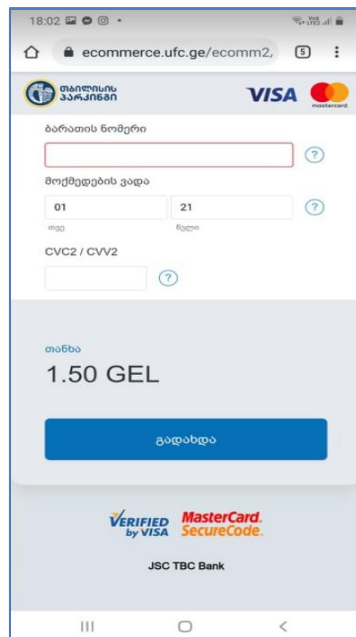 18:02
ecommerce.ufc.ge/ecomm2,
5
თბილისის
პარკინგი
VISA
mastercard
ბარათის ნომერი
?
მოქმედების ვადა
01 21
?
თვე წელი
CVC2 / CVV2
?
თანხა
1.50 GEL
გადახდა
VERIFIED
by VISA
MasterCard.
SecureCode.
JSC TBC Bank